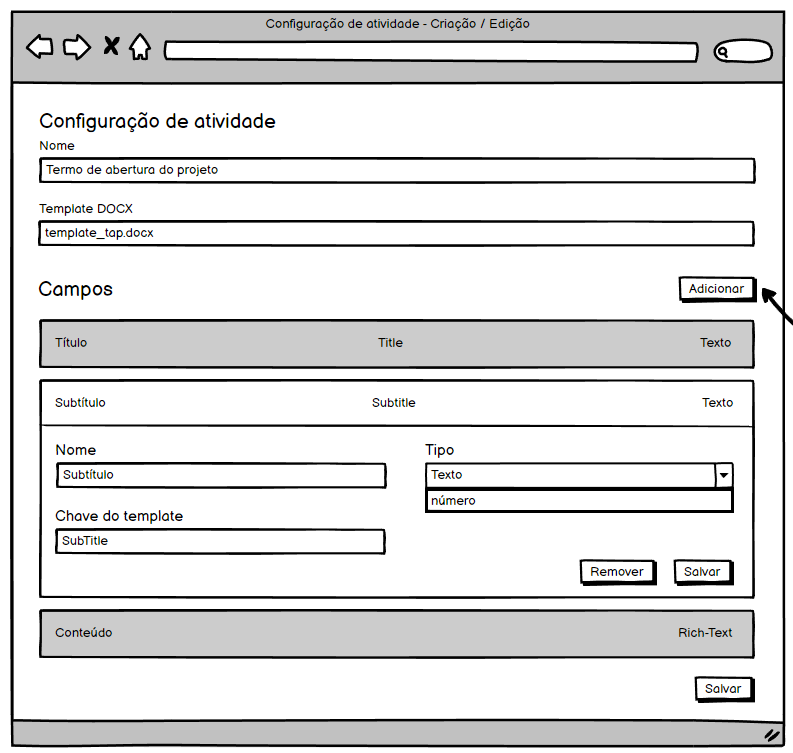 Configuração de atividade - Criação / Edição
Configuração de atividade
Nome
Termo de abertura do projeto
Template DOCX
template_tap.docx
Campos
Adicionar
Título Title Texto
Subtítulo Subtitle Texto
Nome Tipo
Subtítulo Texto
número
Chave do template
SubTitle
Remover Salvar
Conteúdo Rich-Text
Salvar